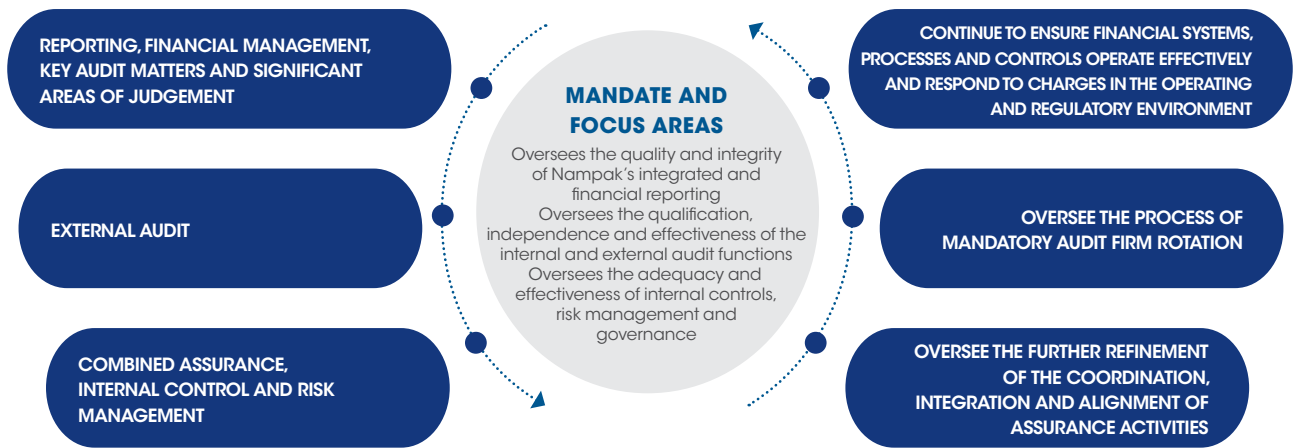 REPORTING, FINANCIAL MANAGEMENT,
KEY AUDIT MATTERS AND SIGNIFICANT
AREAS OF JUDGEMENT
EXTERNAL AUDIT
COMBINED ASSURANCE,
INTERNAL CONTROL AND RISK
MANAGEMENT
MANDATE AND
FOCUS AREAS
Oversees the quality and integrity
of Nampak's integrated and
financial reporting
Oversees the qualification,
independence and effectiveness of the
internal and external audit functions
Oversees the adequacy and
effectiveness of internal controls,
risk management and
governance
CONTINUE TO ENSURE FINANCIAL SYSTEMS,
PROCESSES AND CONTROLS OPERATE EFFECTIVELY
AND RESPOND TO CHARGES IN THE OPERATING
AND REGULATORY ENVIRONMENT
OVERSEE THE PROCESS OF
MANDATORY AUDIT FIRM ROTATION
OVERSEE THE FURTHER REFINEMENT
OF THE COORDINATION,
INTEGRATION AND ALIGNMENT OF
ASSURANCE ACTIVITIES